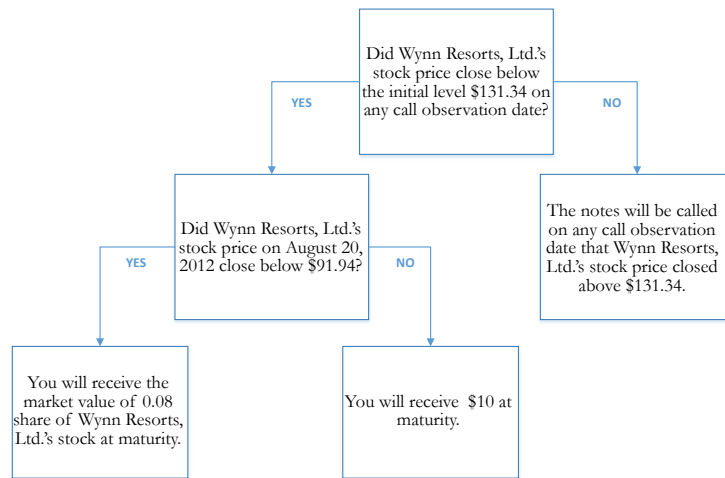 Did Wynn Resorts, Ltd.'s
stock price close below
the initial level $131.34 on
any call observation date?
YES
NO
Did Wynn Resorts, Ltd.'s
stock price on August 20,
2012 close below $91.94?
The notes will be called
on any call observation
date that Wynn Resorts,
Ltd.'s stock price closed
above $131.34.
YES
NO
You will receive the
market value of 0.08
share of Wynn Resorts,
Ltd.'s stock at maturity.
You will receive $10 at
maturity.